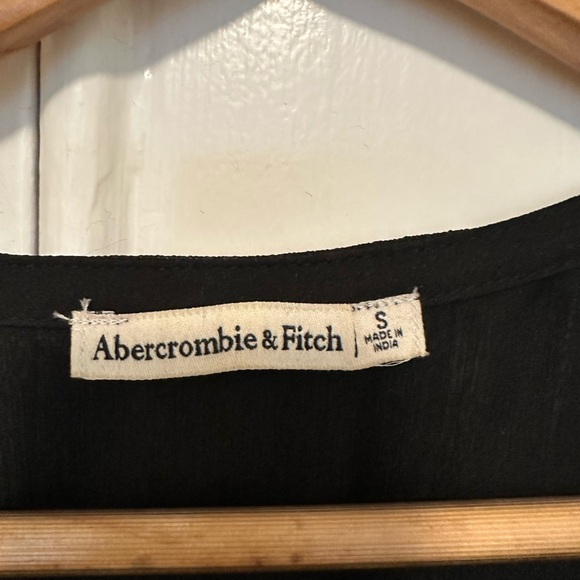 Abercrombie & Fitch
S
MADE IN
INDIA